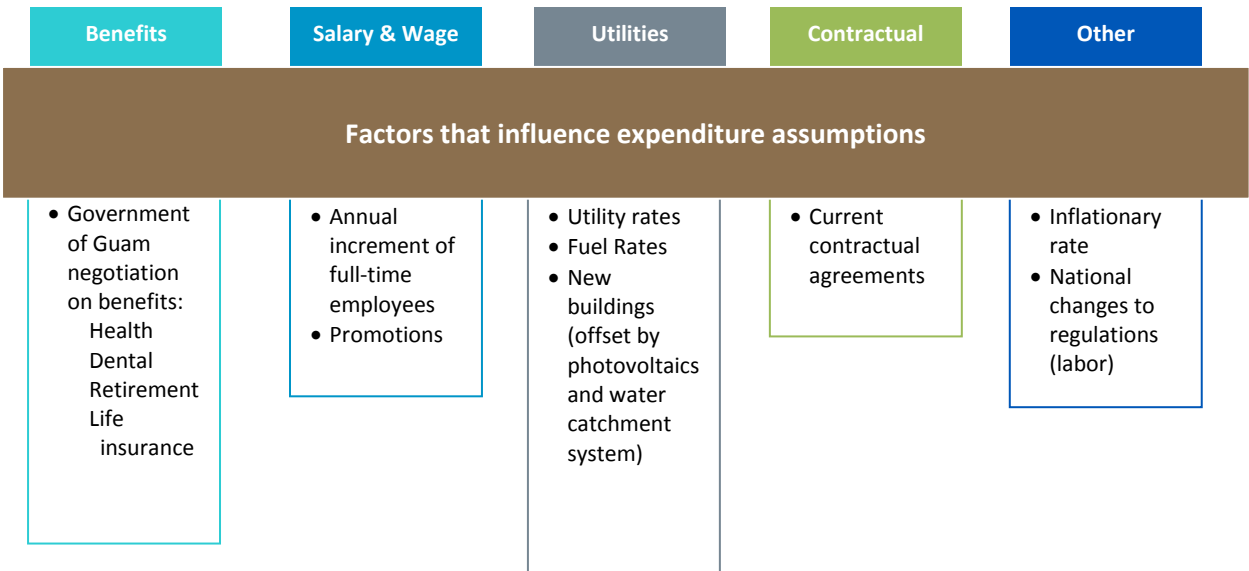 Benefits
Salary & Wage
Utilities
Contractual
Other
Factors that influence expenditure assumptions
• Government
of Guam
negotiation
on benefits:
Health
Dental
Retirement
Life
insurance
• Annual
increment of
full-time
employees
• Promotions
• Utility rates
• Fuel Rates
• New
buildings
(offset by
photovoltaics
and water
catchment
system)
• Current
contractual
agreements
• Inflationary
rate
• National
changes to
regulations
(labor)